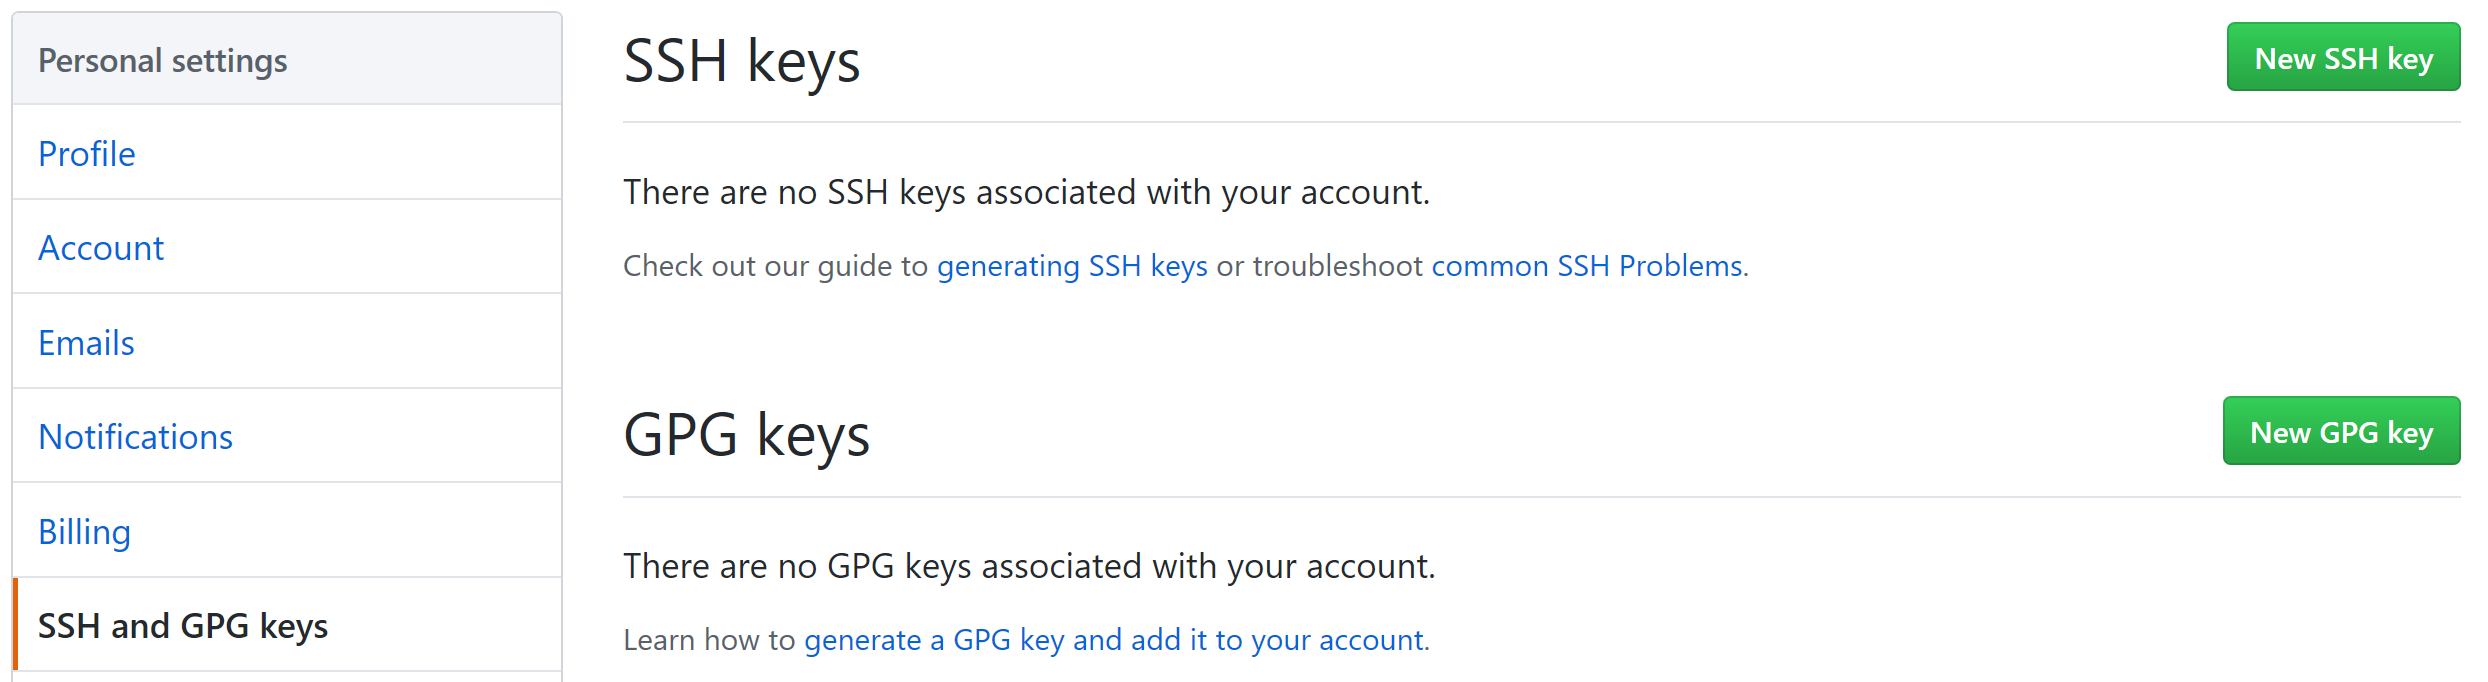 Personal settings
Profile
Account
Emails
Notifications
Billing
SSH and GPG keys
SSH keys
New SSH key
There are no SSH keys associated with your account.
Check out our guide to generating SSH keys or troubleshoot common SSH Problems.
GPG keys
New GPG key
There are no GPG keys associated with your account.
Learn how to generate a GPG key and add it to your account.